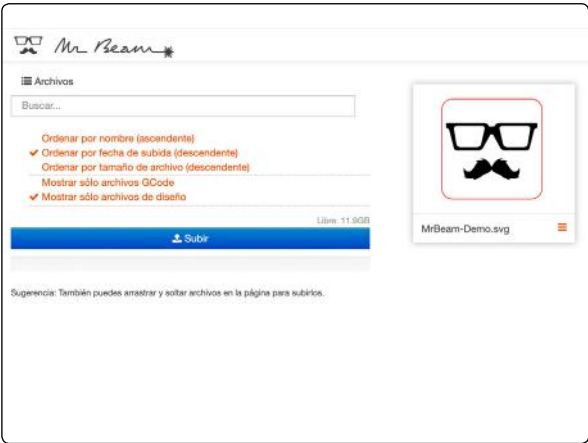 Mr Beam
Archivos
Buscar...
Ordenar por nombre (ascendente)
Ordenar por fecha de subida (descendente)
Ordenar por tamaño de archivo (descendente)
Mostrar sólo archivos GCode
Mostrar sólo archivos de diseño
Libre: 11.9GB
Subir
Sugerencia: También puedes arrastrar y soltar archivos en la página para subirlos.
MrBeam-Demo.svg